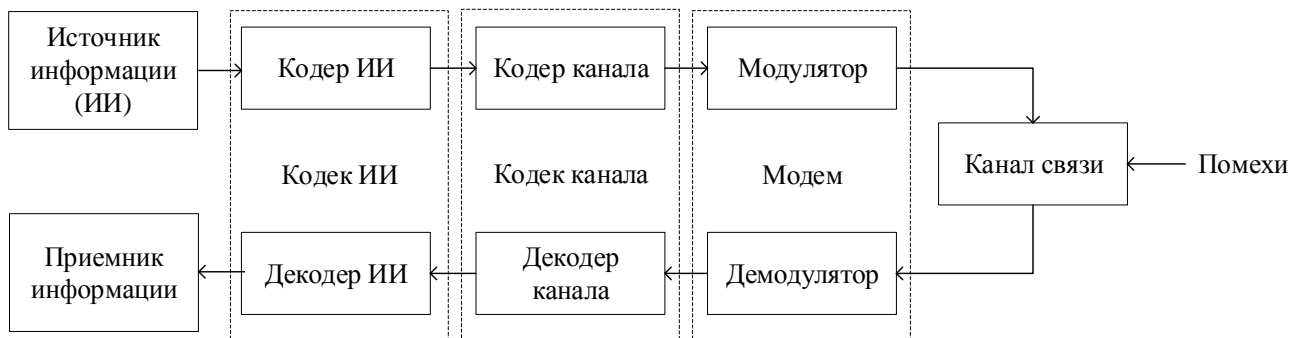 Источник
информации
(ИИ)
Кодер ИИ
Кодер канала
Модулятор
Канал связи
Помехи
Кодек ИИ
Кодек канала
Модем
Приемник
информации
Декодер ИИ
Декодер
канала
Демодулятор